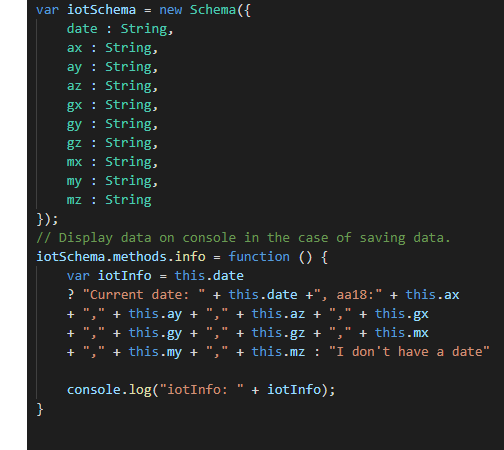 var iotSchema = new Schema({
    date : String,
    ax : String,
    ay : String,
    az : String,
    gx : String,
    gy : String,
    gz : String,
    mx : String,
    my : String,
    mz : String
});
// Display data on console in the case of saving data.
iotSchema.methods.info = function () {
    var iotInfo = this.date
    ? "Current date: " + this.date +", aa18:" + this.ax
    + "," + this.ay + "," + this.az + "," + this.gx
    + "," + this.gy + "," + this.gz + "," + this.mx
    + "," + this.my + "," + this.mz : "I don't have a date"
    console.log("iotInfo: " + iotInfo);
}